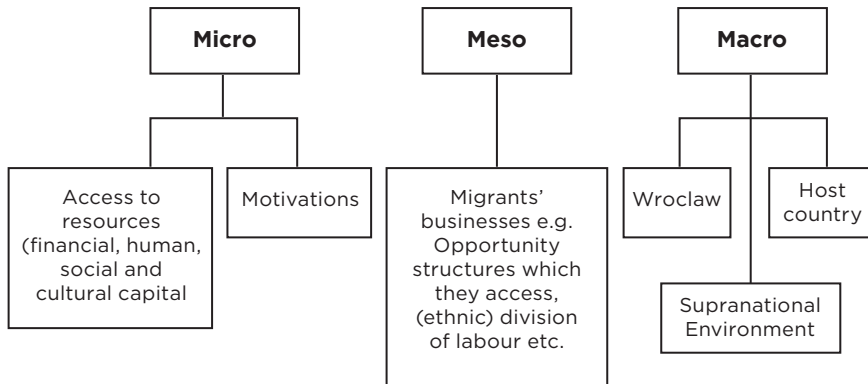 Micro
Meso
Macro
Access to
resources
(financial, human,
social and
cultural capital
Motivations
Migrants'
businesses e.g.
Opportunity
structures which
they access,
(ethnic) division
of labour etc.
Wroclaw
Host
country
Supranational
Environment